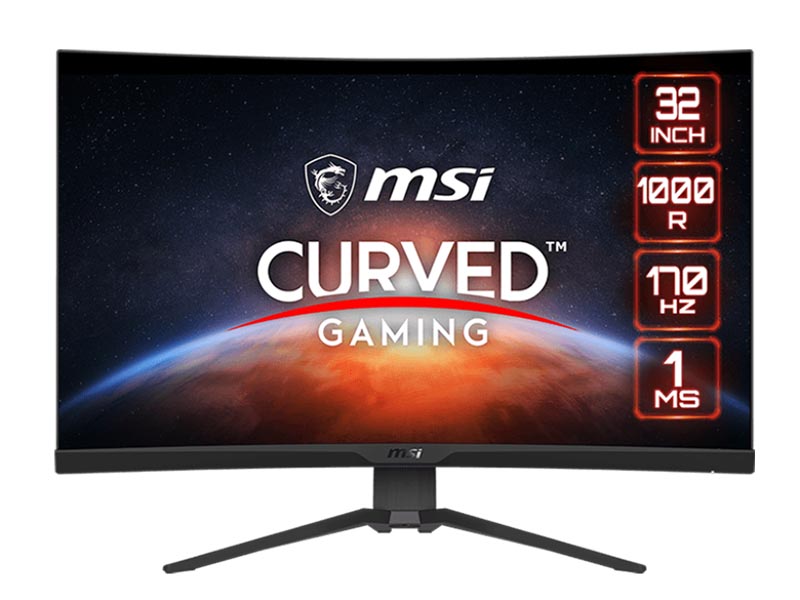 msi
CURVED™
GAMING
32
INCH
1000
R
170
HZ
1
MS
msi